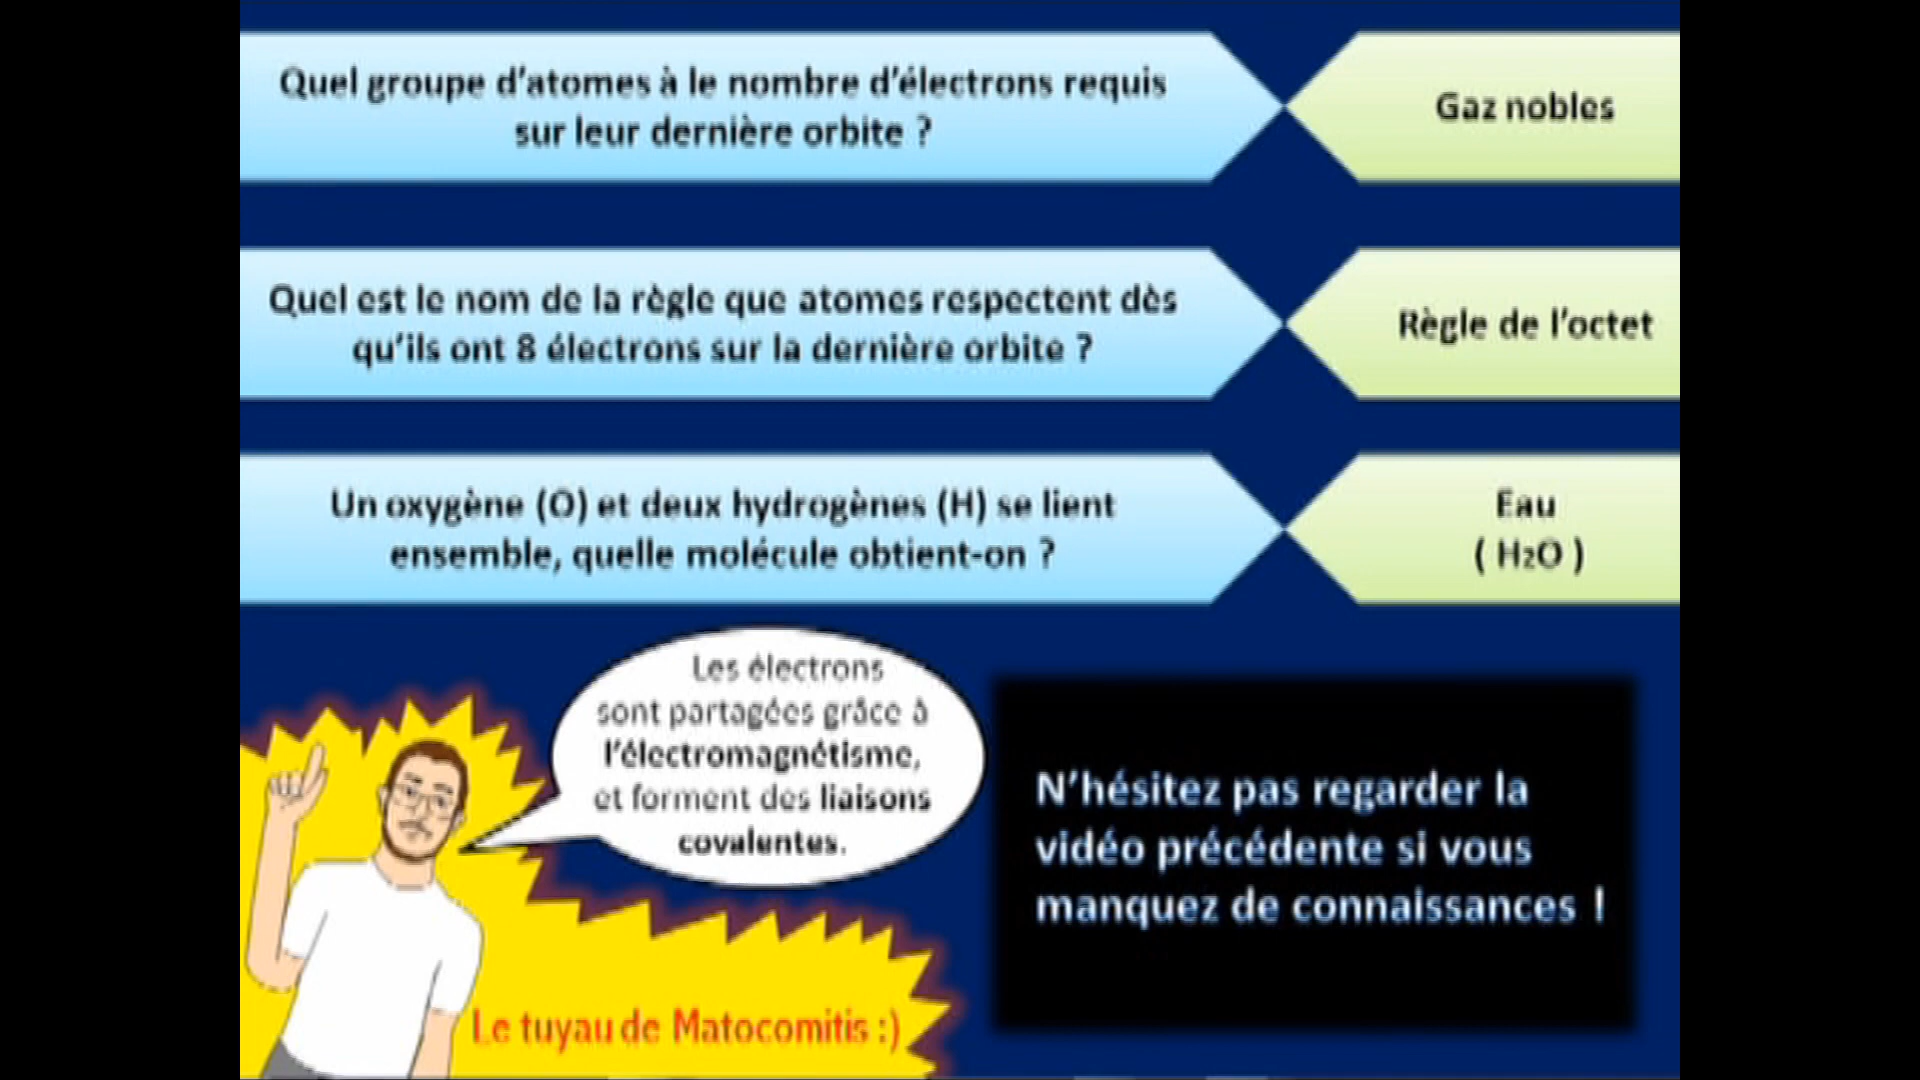 Quel groupe d'atomes à le nombre d'électrons requis
sur leur dernière orbite ?
Gaz nobles
Quel est le nom de la règle que atomes respectent dès
qu'ils ont 8 électrons sur la dernière orbite ?
Règle de l'octet
Un oxygène (O) et deux hydrogènes (H) se lient
ensemble, quelle molécule obtient-on ?
Eau
( H2O )
Les électrons
sont partagées grâce à
l'électromagnétisme,
et forment des liaisons
covalentes.
N'hésitez pas regarder la
vidéo précédente si vous
manquez de connaissances !
Le tuyau de Matocomitis :)